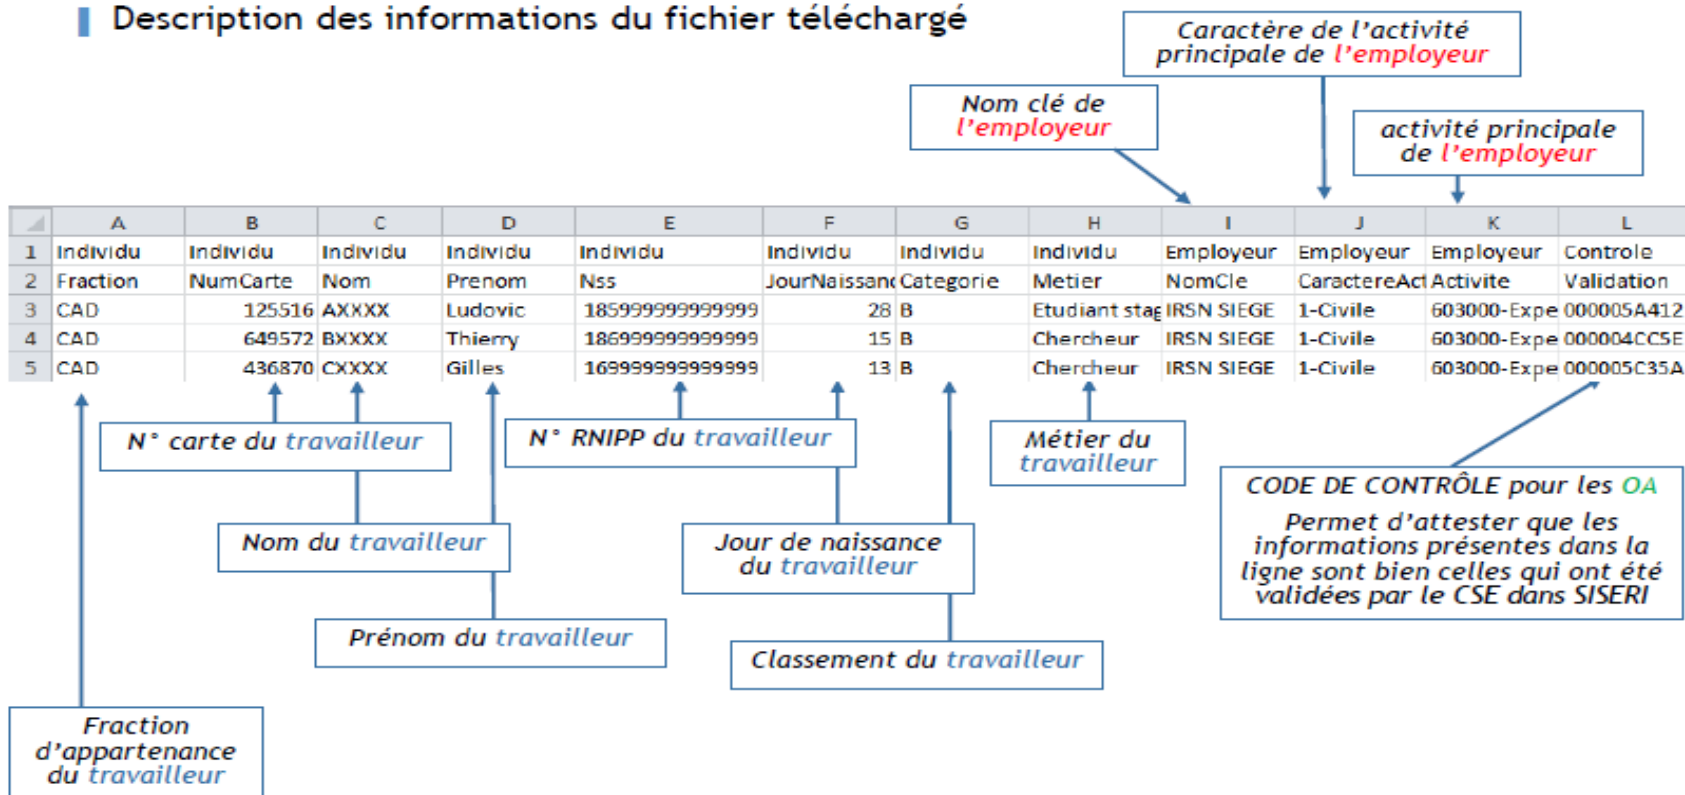 Description des informations du fichier téléchargé
Caractère de l'activité
principale de l'employeur
Nom clé de
l'employeur
activité principale
de l'employeur
A B C D E F G H I J K L
1 Individu Individu Individu Individu Individu Individu Individu Individu Employeur Employeur Employeur Controle
2 Fraction NumCarte Nom Prenom Nss JourNaissanc Categorie Metier NomCle CaractereAct Activite Validation
3 CAD 125516 AXXXX Ludovic 185999999999999 28 B Etudiant stag IRSN SIEGE 1-Civile 603000-Expe 000005A412
4 CAD 649572 BXXXX Thierry 186999999999999 15 B Chercheur IRSN SIEGE 1-Civile 603000-Expe 000004CC5E
5 CAD 436870 CXXXX Gilles 169999999999999 13 B Chercheur IRSN SIEGE 1-Civile 603000-Expe 000005C35A
N° carte du travailleur
N° RNIPP du travailleur
Métier du
travailleur
CODE DE CONTRÔLE pour les OA
Permet d'attester que les
informations présentes dans la
ligne sont bien celles qui ont été
validées par le CSE dans SISERI
Nom du travailleur
Jour de naissance
du travailleur
Prénom du travailleur
Classement du travailleur
Fraction
d'appartenance
du travailleur